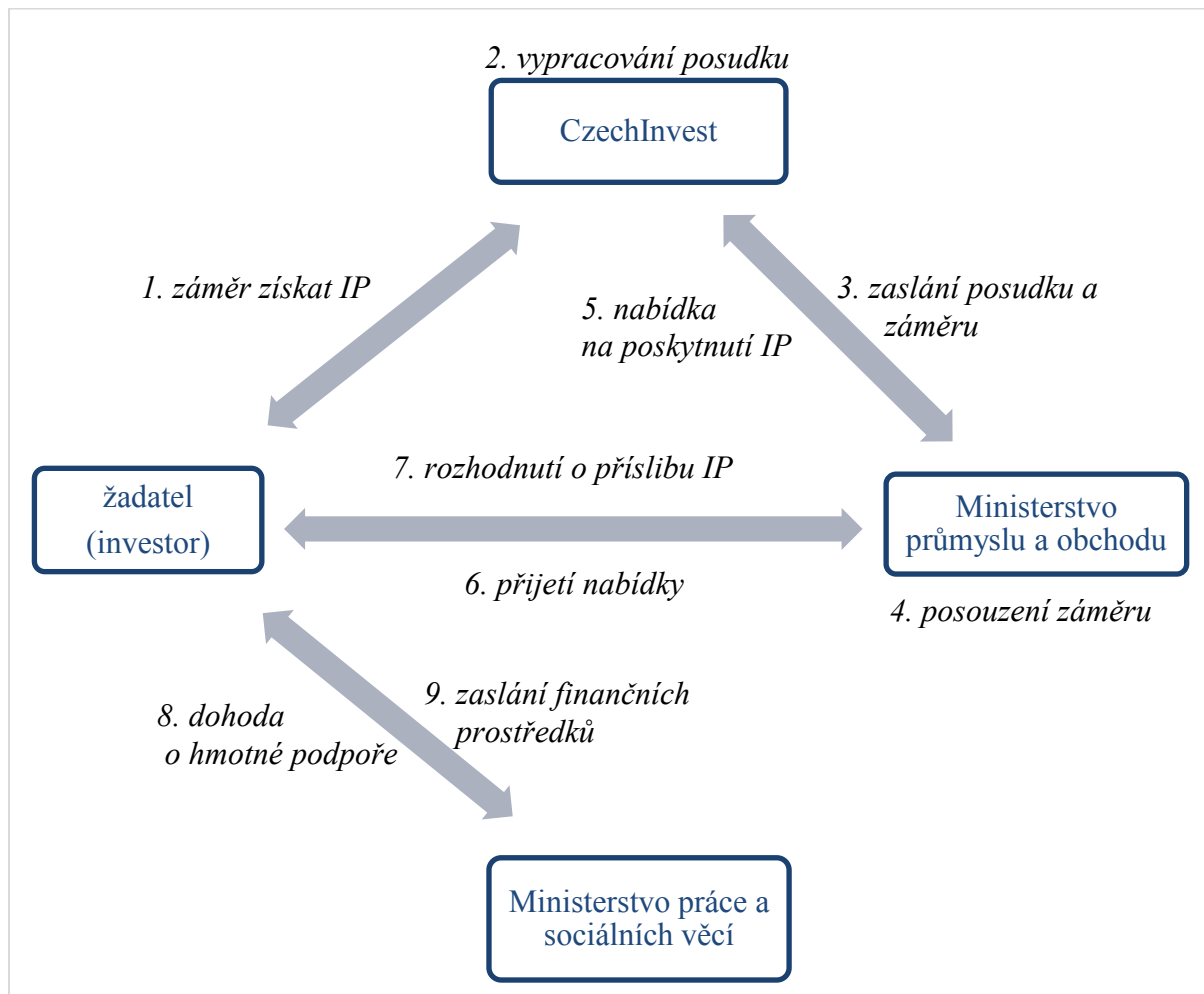 2. vypracování posudku
CzechInvest
1. záměr získat IP
5. nabídka
na poskytnutí IP
3. zaslání posudku a
záměru
7. rozhodnutí o příslibu IP
žadatel
(investor)
Ministerstvo
průmyslu a obchodu
6. přijetí nabídky
4. posouzení záměru
8. dohoda
o hmotné podpoře
9. zaslání finančních
prostředků
Ministerstvo práce a
sociálních věcí